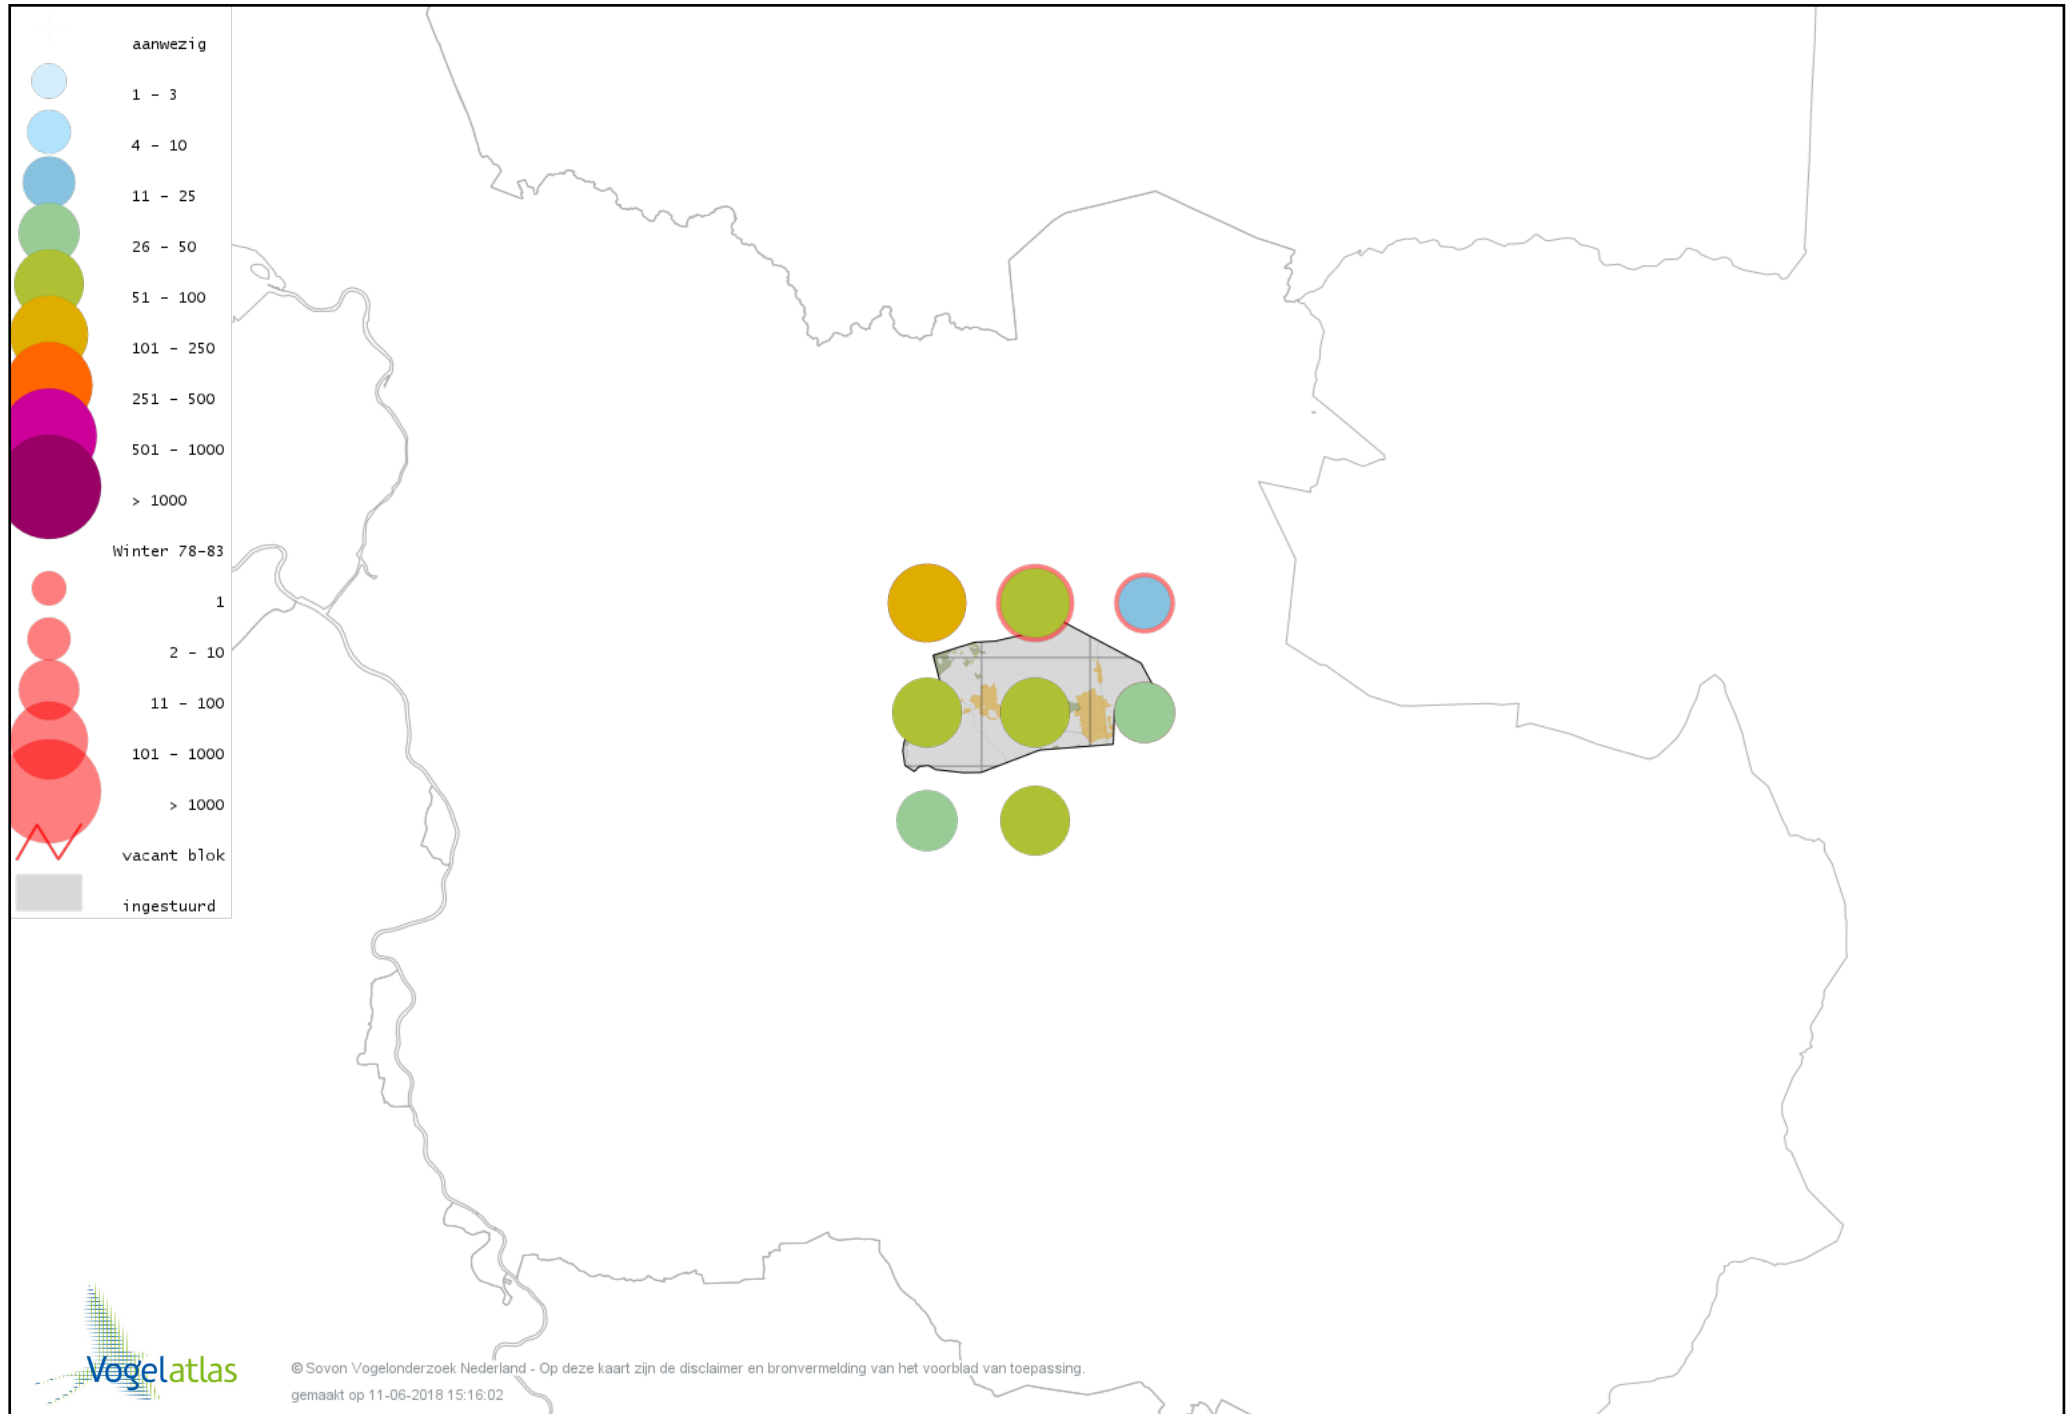 aanwezig
1 - 3
4 - 10
11 - 25
26 - 50
51 - 100
101 - 250
251 - 500
501 - 1000
> 1000
Winter 78-83
1
2 - 10
11 - 100
101 - 1000
> 1000
vacant blok
ingestuurd
Vogelatlas
© Sovon Vogelonderzoek Nederland - Op deze kaart zijn de disclaimer en bronvermelding van het voorblad van toepassing.
gemaakt op 11-06-2018 15:16:02